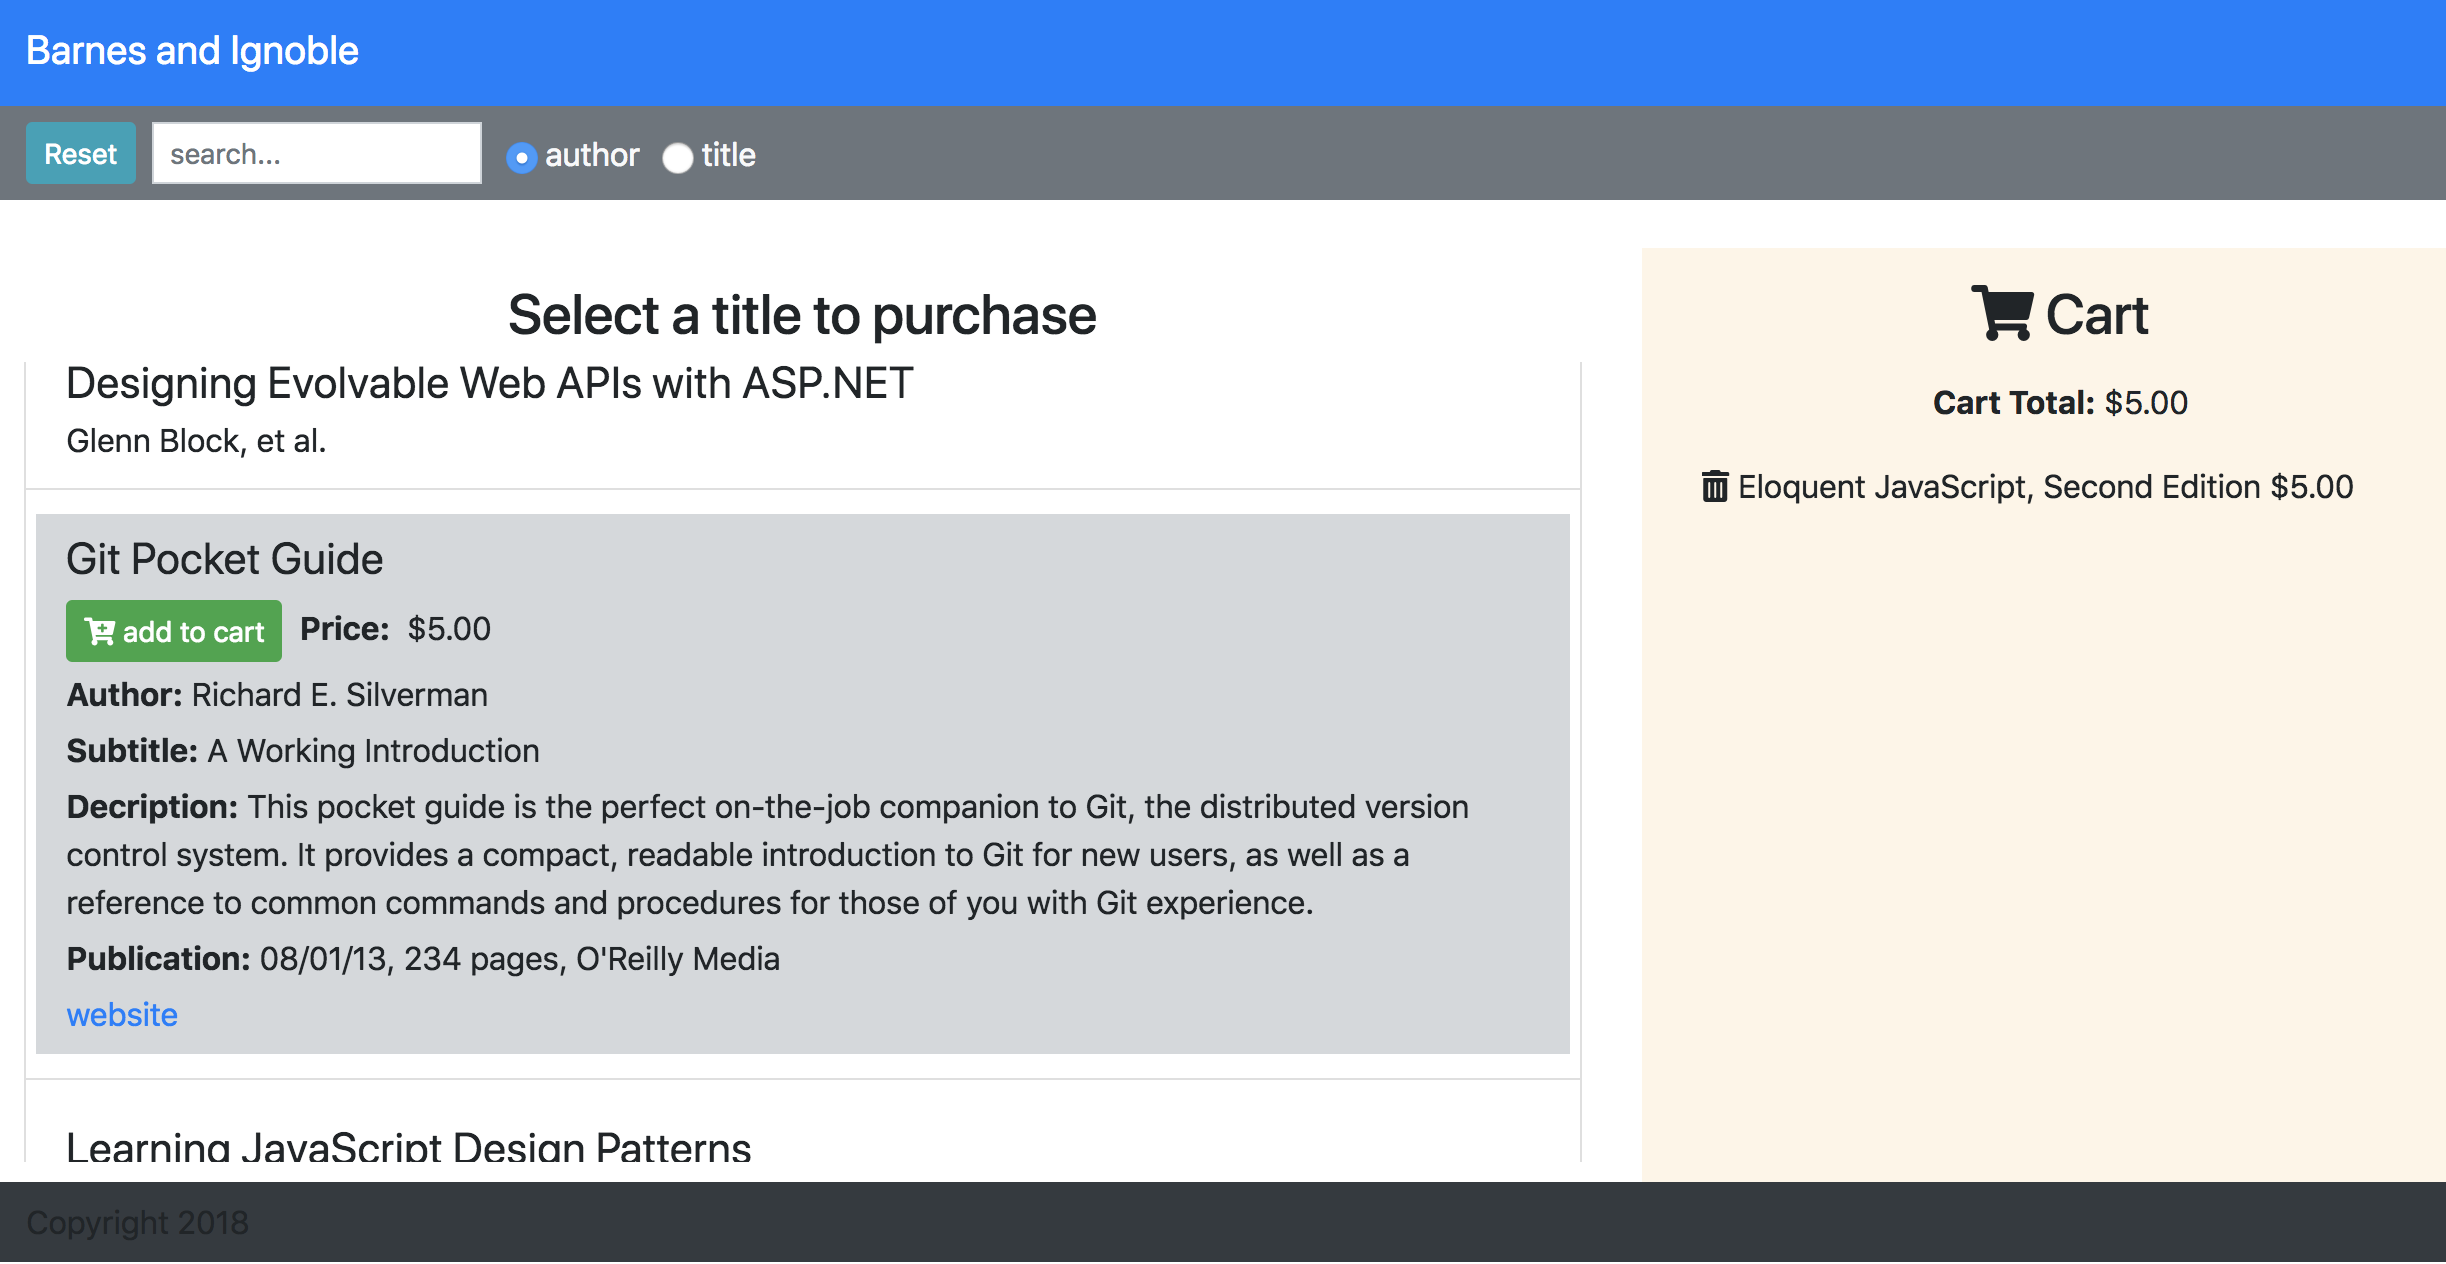 Barnes and Ignoble
Reset search... author title
Select a title to purchase
Designing Evolvable Web APIs with ASP.NET
Glenn Block, et al.
Git Pocket Guide
add to cart Price: $5.00
Author: Richard E. Silverman
Subtitle: A Working Introduction
Decription: This pocket guide is the perfect on-the-job companion to Git, the distributed version
control system. It provides a compact, readable introduction to Git for new users, as well as a
reference to common commands and procedures for those of you with Git experience.
Publication: 08/01/13, 234 pages, O'Reilly Media
website
Learning JavaScript Design Patterns
Cart
Cart Total: $5.00
Eloquent JavaScript, Second Edition $5.00
Copyright 2018